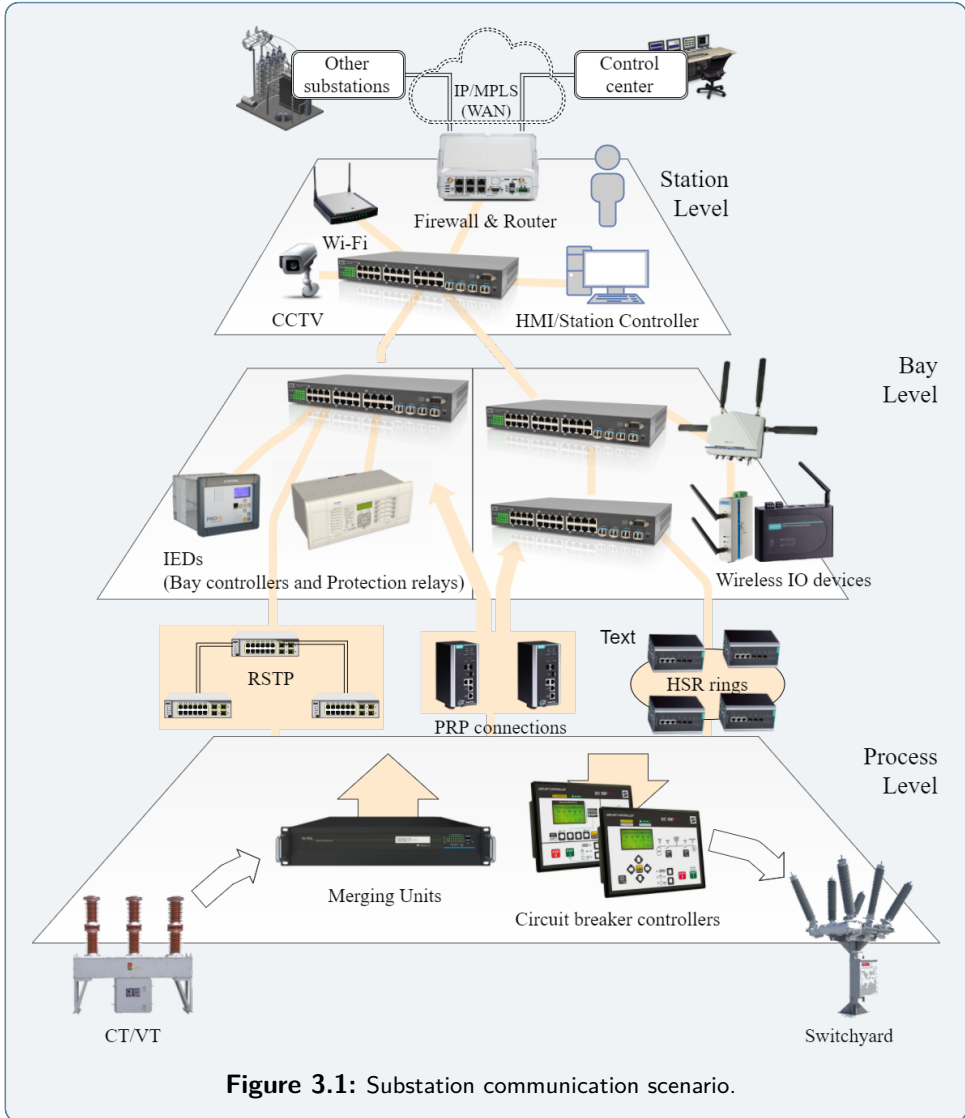 Other
substations
IP/MPLS
(WAN)
Control
center
Station
Level
Firewall & Router
Wi-Fi
CCTV
HMI/Station Controller
Bay
Level
IEDs
(Bay controllers and Protection relays)
Wireless IO devices
RSTP
PRP connections
Text
HSR rings
Process
Level
Merging Units
Circuit breaker controllers
CT/VT
Switchyard
Figure 3.1: Substation communication scenario.